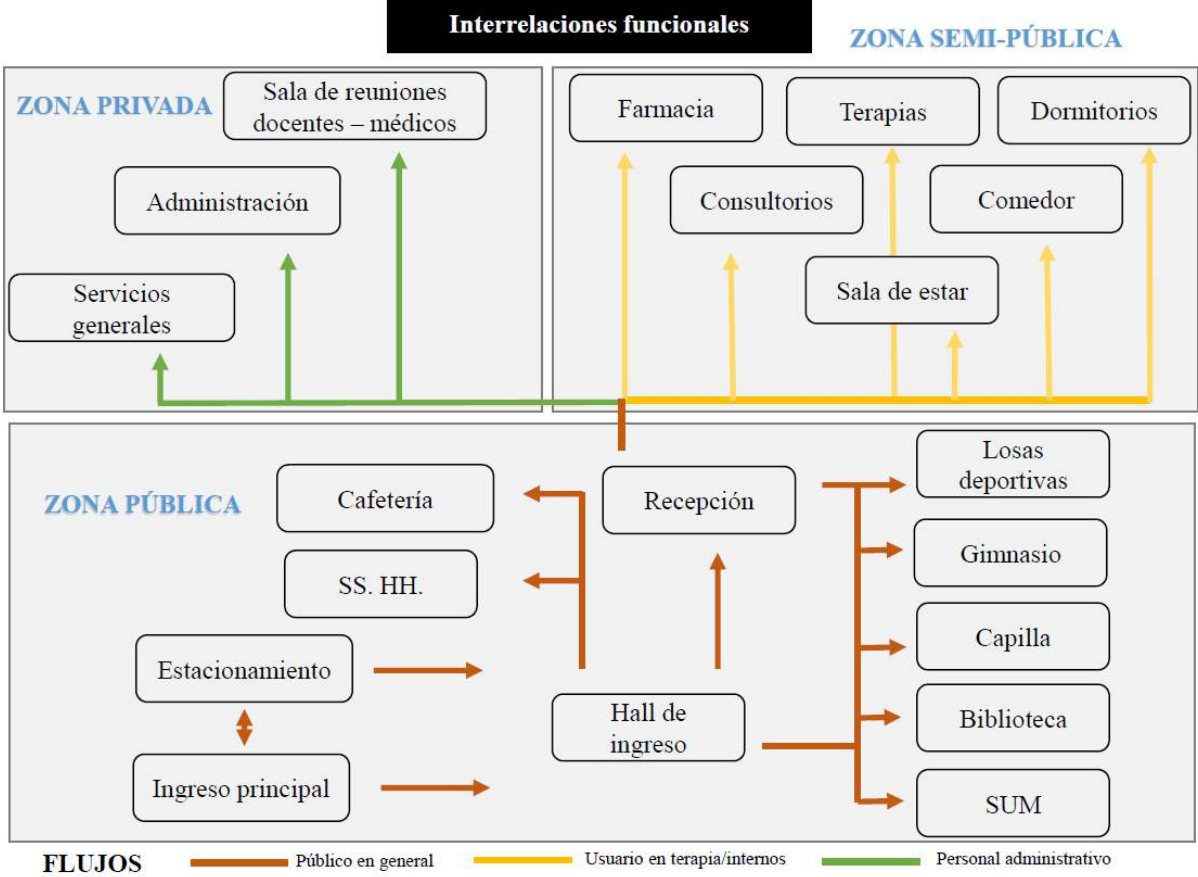 Interrelaciones funcionales
ZONA SEMI-PÚBLICA
ZONA PRIVADA
Sala de reuniones
docentes – médicos
Administración
Servicios
generales
Farmacia
Terapias
Dormitorios
Consultorios
Comedor
Sala de estar
ZONA PÚBLICA
Cafetería
Recepción
Losas
deportivas
SS. HH.
Gimnasio
Estacionamiento
Capilla
Hall de
ingreso
Biblioteca
Ingreso principal
SUM
FLUJOS
Público en general
Usuario en terapia/internos
Personal administrativo